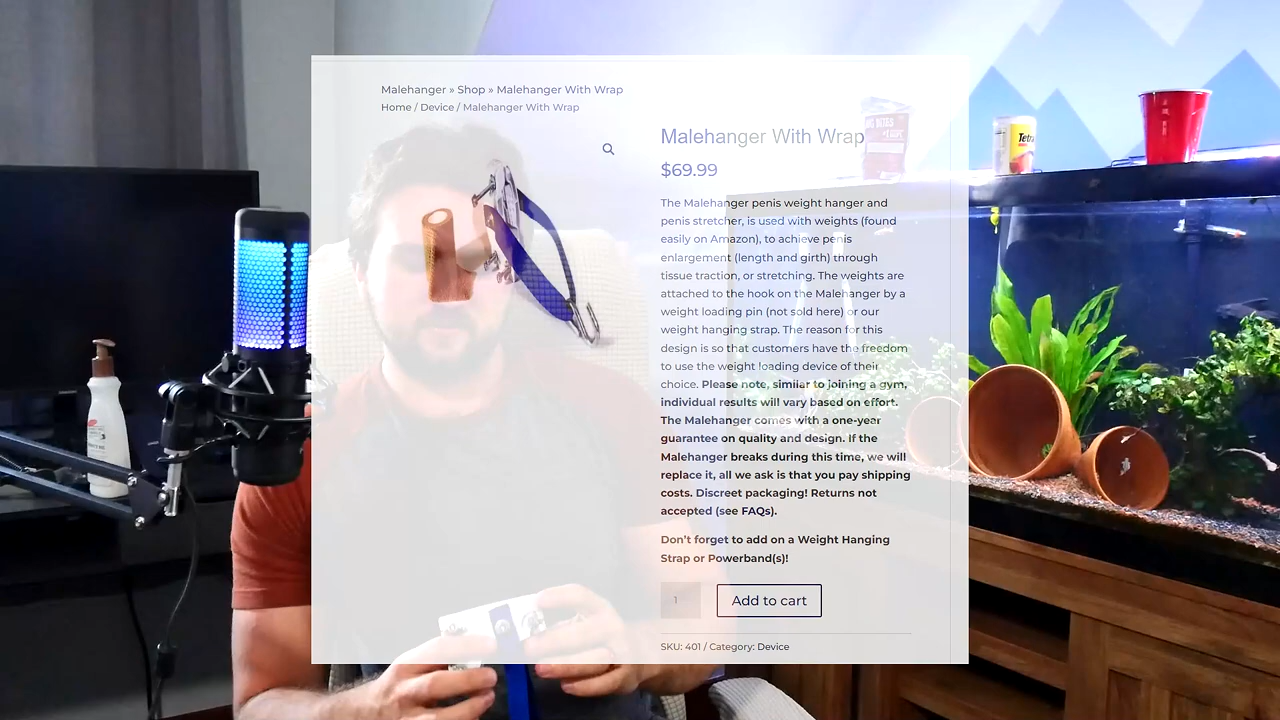 Malehanger » Shop » Malehanger With Wrap
Home / Device / Malehanger With Wrap
Malehanger With Wrap
$69.99
The Malehanger penis weight hanger and
penis stretcher, is used with weights (found
easily on Amazon), to achieve penis
enlargement (length and girth) through
tissue traction, or stretching. The weights are
attached to the hook on the Malehanger by a
weight loading pin (not sold here) or our
weight hanging strap. The reason for this
design is so that customers have the freedom
to use the weight loading device of their
choice. Please note, similar to joining a gym,
individual results will vary based on effort.
The Malehanger comes with a one-year
guarantee on quality and design. If the
Malehanger breaks during this time, we will
replace it, all we ask is that you pay shipping
costs. Discreet packaging! Returns not
accepted (see FAQs).
Don't forget to add on a Weight Hanging
Strap or Powerband(s)!
1
Add to cart
SKU: 401 / Category: Device
BITES
Tetra